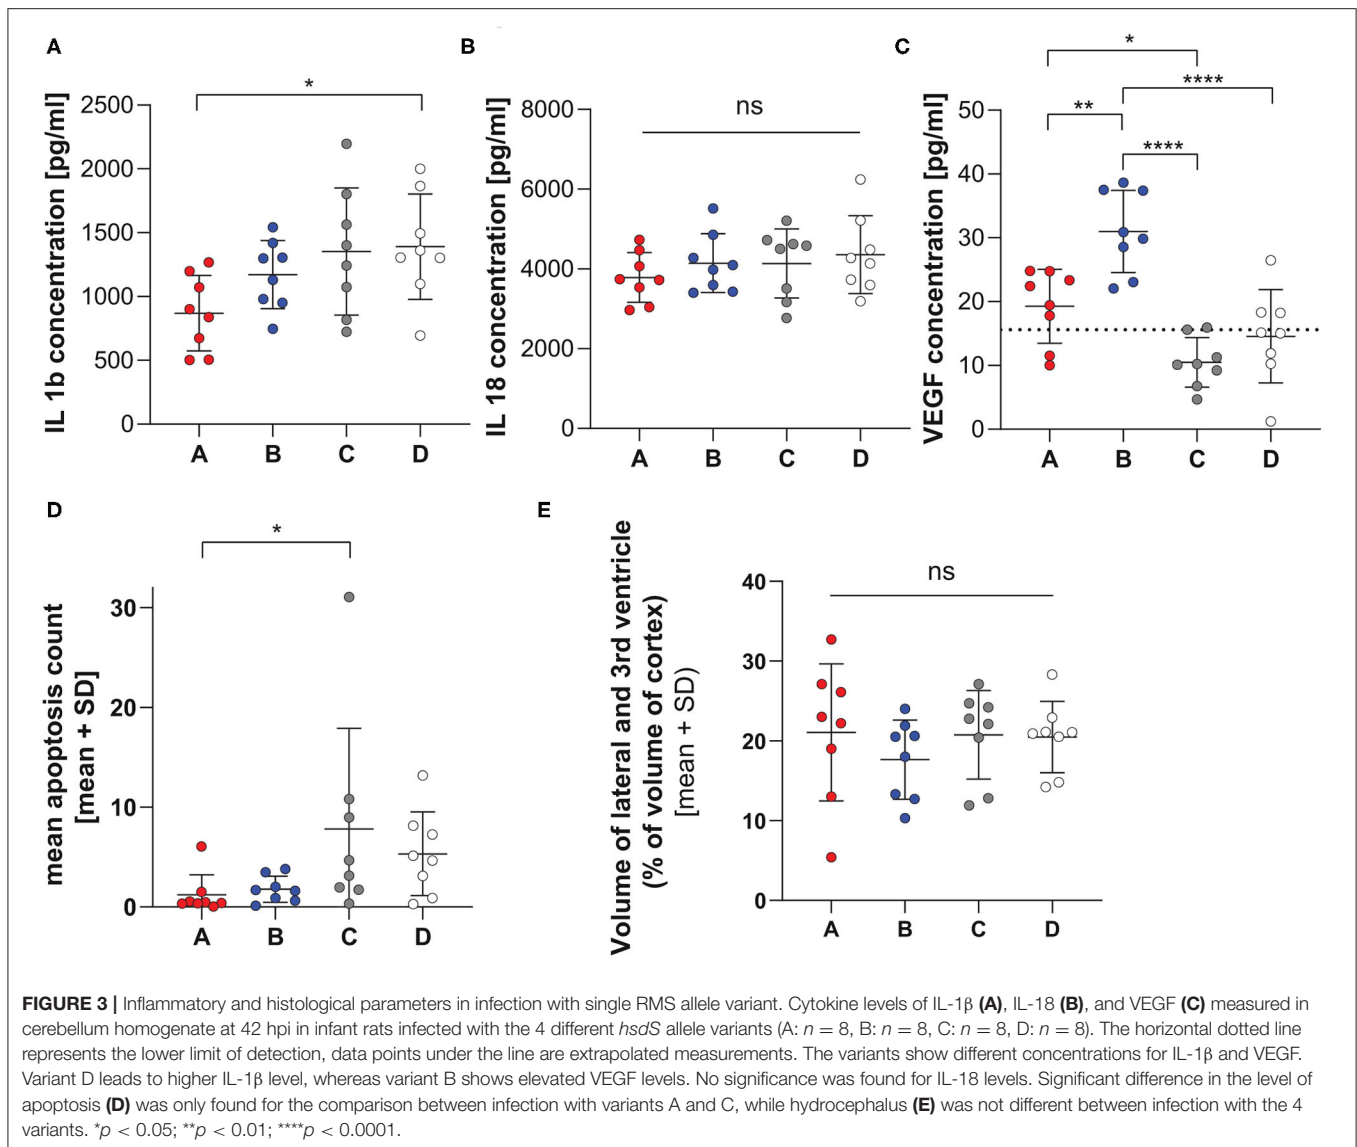 A
IL 1b concentration [pg/ml]
2500
2000
1500
1000
500
0
*
A B C D
B
IL 18 concentration [pg/ml]
8000
6000
4000
2000
0
ns
A B C D
C
VEGF concentration [pg/ml]
50
40
30
20
10
0
*
****
**
****
A B C D
D
mean apoptosis count
[mean + SD]
30
20
10
0
*
A B C D
E
Volume of lateral and 3rd ventricle
(% of volume of cortex)
[mean + SD)
40
30
20
10
0
ns
A B C D
FIGURE 3 | Inflammatory and histological parameters in infection with single RMS allele variant. Cytokine levels of IL-1β (A), IL-18 (B), and VEGF (C) measured in
cerebellum homogenate at 42 hpi in infant rats infected with the 4 different hsdS allele variants (A: n = 8, B: n = 8, C: n = 8, D: n = 8). The horizontal dotted line
represents the lower limit of detection, data points under the line are extrapolated measurements. The variants show different concentrations for IL-1β and VEGF.
Variant D leads to higher IL-1β level, whereas variant B shows elevated VEGF levels. No significance was found for IL-18 levels. Significant difference in the level of
apoptosis (D) was only found for the comparison between infection with variants A and C, while hydrocephalus (E) was not different between infection with the 4
variants. *p < 0.05; **p < 0.01; ****p < 0.0001.